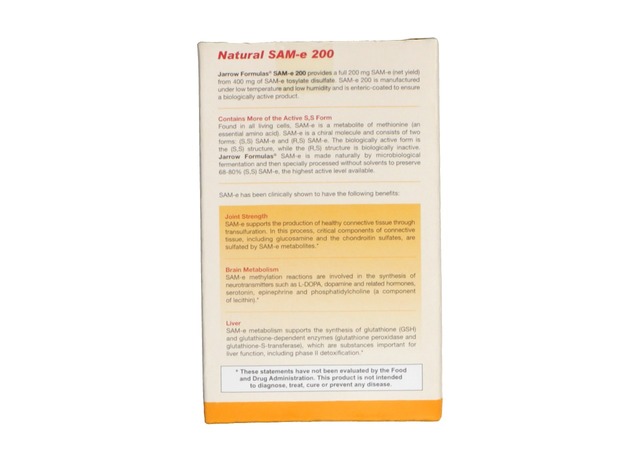 Natural SAM-e 200
Jarrow Formulas® SAM-e 200 provides a full 200 mg SAM-e (net yield)
from 400 mg of SAM-e tosylate disulfate. SAM-e 200 is manufactured
under low temperature and low humidity and is enteric-coated to ensure
a biologically active product.
Contains More of the Active S,S Form
Found in all living cells, SAM-e is a metabolite of methionine (an
essential amino acid). SAM-e is a chiral molecule and consists of two
forms: (S,S) SAM-e and (R,S) SAM-e. The biologically active form is
the (S,S) structure, while the (R,S) structure is biologically inactive.
Jarrow Formulas® SAM-e is made naturally by microbiological
fermentation and then specially processed without solvents to preserve
68-80% (S,S) SAM-e, the highest active level available.
SAM-e has been clinically shown to have the following benefits:
Joint Strength
SAM-e supports the production of healthy connective tissue through
transulfuration. In this process, critical components of connective
tissue, including glucosamine and the chondroitin sulfates, are
sulfated by SAM-e metabolites.*
Brain Metabolism
SAM-e methylation reactions are involved in the synthesis of
neurotransmitters such as L-DOPA, dopamine and related hormones,
serotonin, epinephrine and phosphatidylcholine (a component
of lecithin).*
Liver
SAM-e metabolism supports the synthesis of glutathione (GSH)
and glutathione-dependent enzymes (glutathione peroxidase and
glutathione-S-transferase), which are substances important for
liver function, including phase II detoxification.*
* These statements have not been evaluated by the Food
and Drug Administration. This product is not intended
to diagnose, treat, cure or prevent any disease.